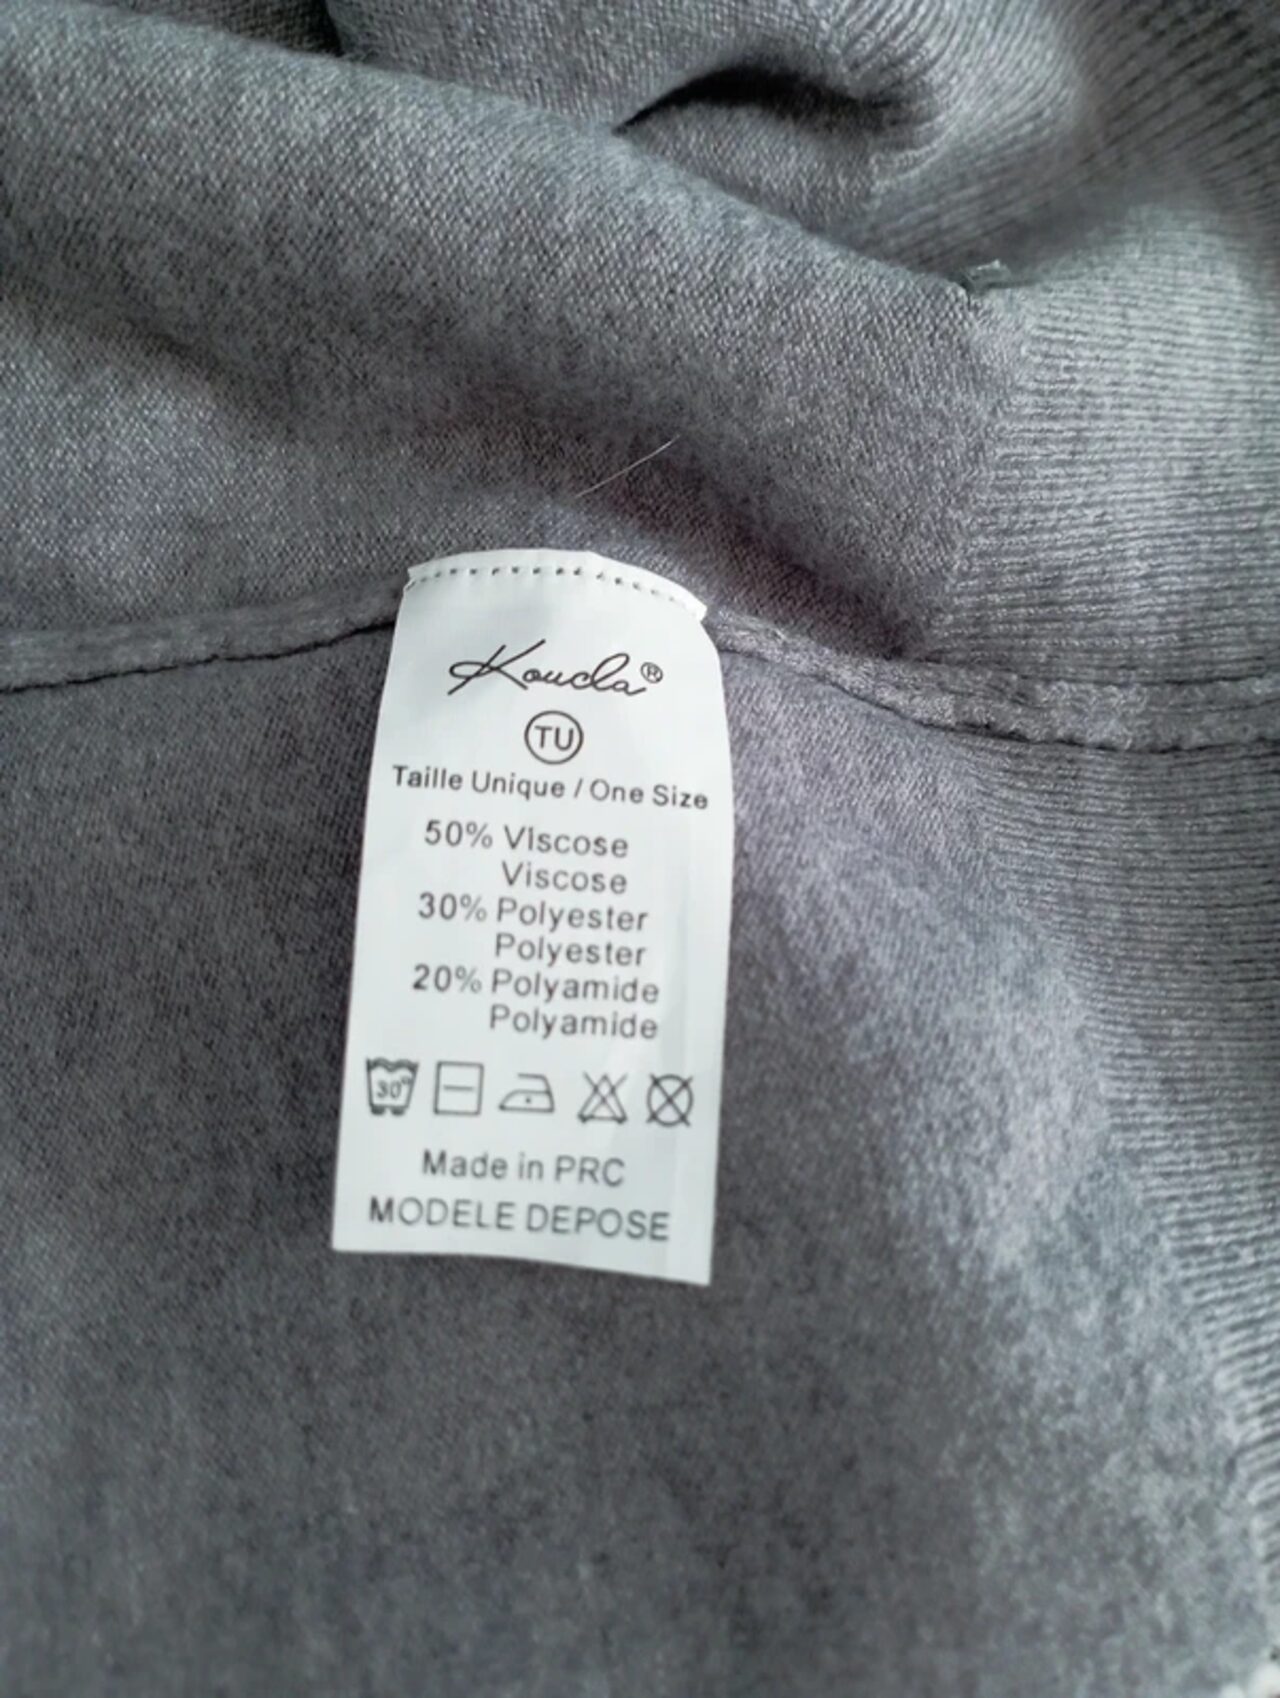 Koucla®
TU
Taille Unique / One Size
50% VIscose
Viscose
30% Polyester
Polyester
20% Polyamide
Polyamide
30°
Made in PRC
MODELE DEPOSE